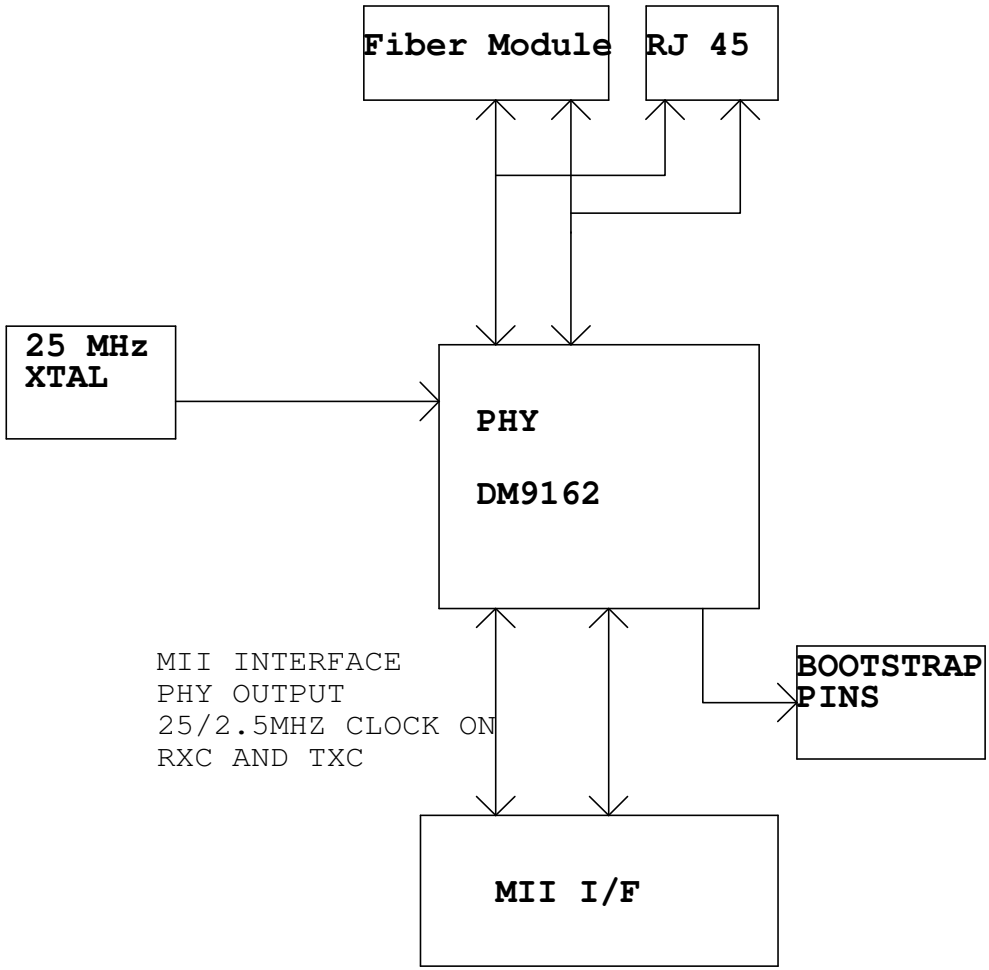 Fiber Module
RJ 45
25 MHz
XTAL
PHY
DM9162
MII INTERFACE
PHY OUTPUT
25/2.5MHZ CLOCK ON
RXC AND TXC
BOOTSTRAP
PINS
MII I/F